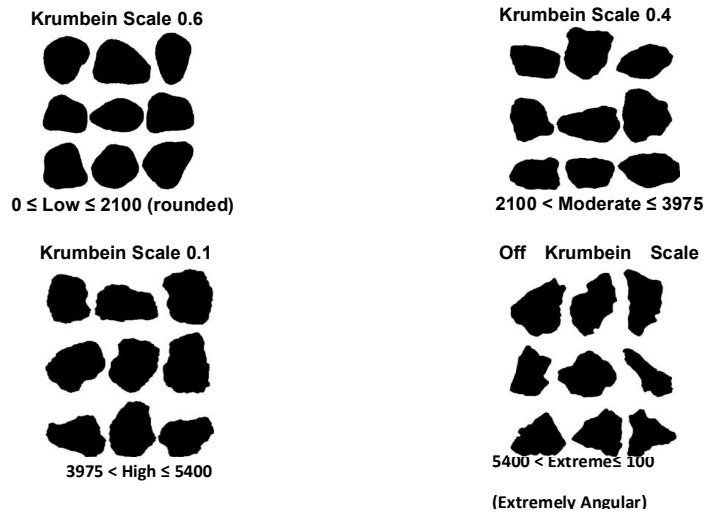 Krumbein Scale 0.6
0 ≤ Low ≤ 2100 (rounded)
Krumbein Scale 0.4
2100 < Moderate ≤ 3975
Krumbein Scale 0.1
3975 < High ≤ 5400
Off Krumbein Scale
5400 < Extreme≤ 100
(Extremely Angular)